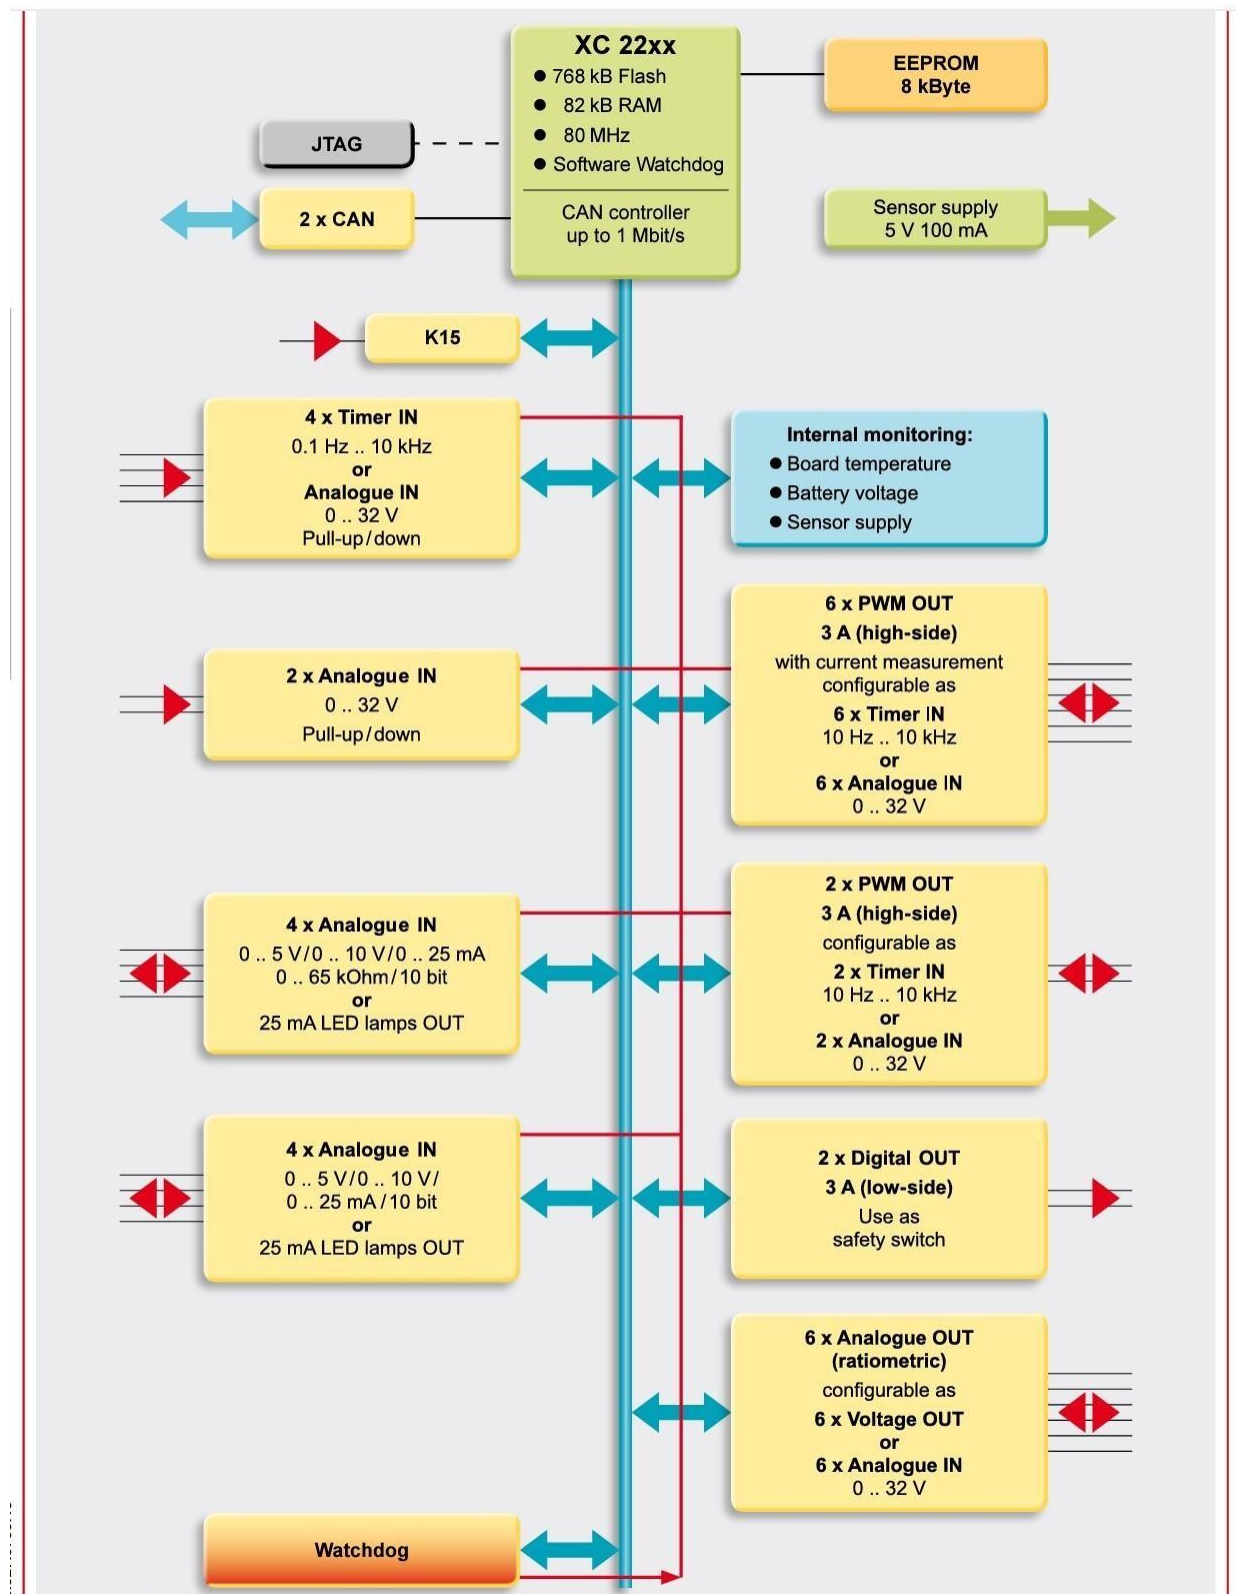 XC 22xx
● 768 kB Flash
● 82 kB RAM
● 80 MHz
● Software Watchdog
CAN controller
up to 1 Mbit/s
EEPROM
8 kByte
JTAG
2 x CAN
Sensor supply
5 V 100 mA
K15
4 x Timer IN
0.1 Hz .. 10 kHz
or
Analogue IN
0 .. 32 V
Pull-up/down
Internal monitoring:
● Board temperature
● Battery voltage
● Sensor supply
2 x Analogue IN
0 .. 32 V
Pull-up/down
6 x PWM OUT
3 A (high-side)
with current measurement
configurable as
6 x Timer IN
10 Hz .. 10 kHz
or
6 x Analogue IN
0 .. 32 V
4 x Analogue IN
0 .. 5 V/0 .. 10 V/0 .. 25 mA
0 .. 65 kOhm/10 bit
or
25 mA LED lamps OUT
2 x PWM OUT
3 A (high-side)
configurable as
2 x Timer IN
10 Hz .. 10 kHz
or
2 x Analogue IN
0 .. 32 V
4 x Analogue IN
0 .. 5 V/0 .. 10 V/
0 .. 25 mA/10 bit
or
25 mA LED lamps OUT
2 x Digital OUT
3 A (low-side)
Use as
safety switch
6 x Analogue OUT
(ratiometric)
configurable as
6 x Voltage OUT
or
6 x Analogue IN
0 .. 32 V
Watchdog